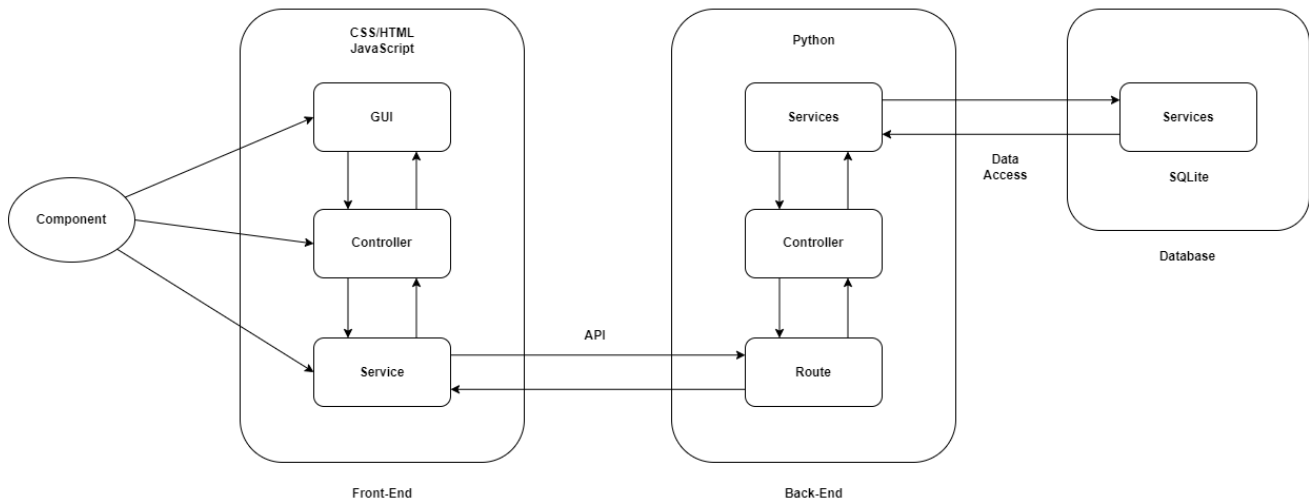 Component
CSS/HTML
JavaScript
GUI
Controller
Service
Front-End
API
Python
Services
Controller
Route
Back-End
Data
Access
Services
SQLite
Database